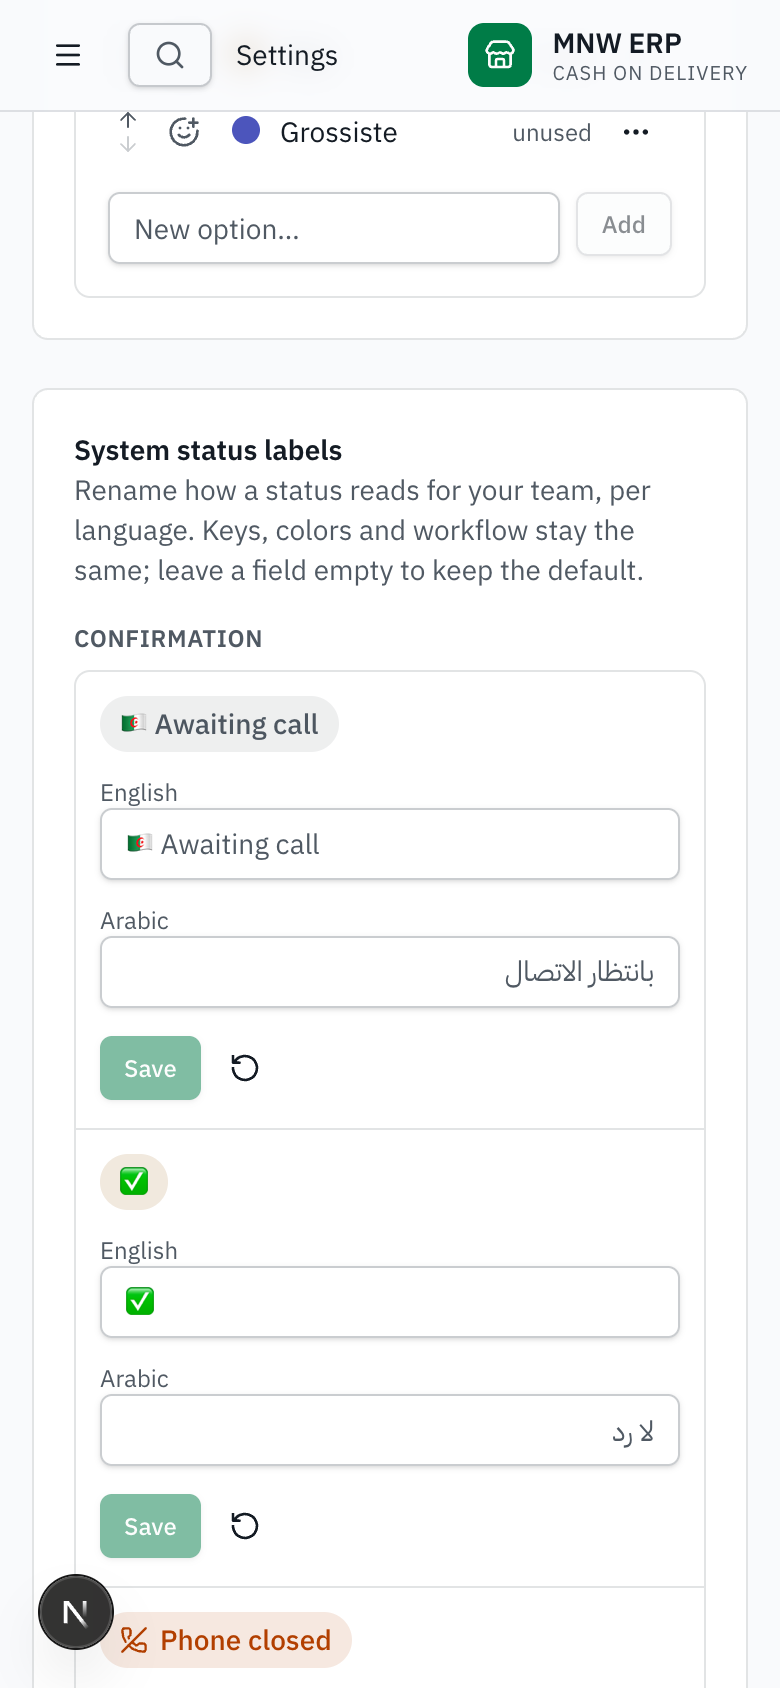 Settings
MNW ERP
CASH ON DELIVERY
Grossiste
unused
New option...
Add
System status labels
Rename how a status reads for your team, per
language. Keys, colors and workflow stay the
same; leave a field empty to keep the default.
CONFIRMATION
🇩🇿 Awaiting call
English
🇩🇿 Awaiting call
Arabic
بانتظار الاتصال
Save
✅
English
✅
Arabic
لا رد
Save
N
Phone closed